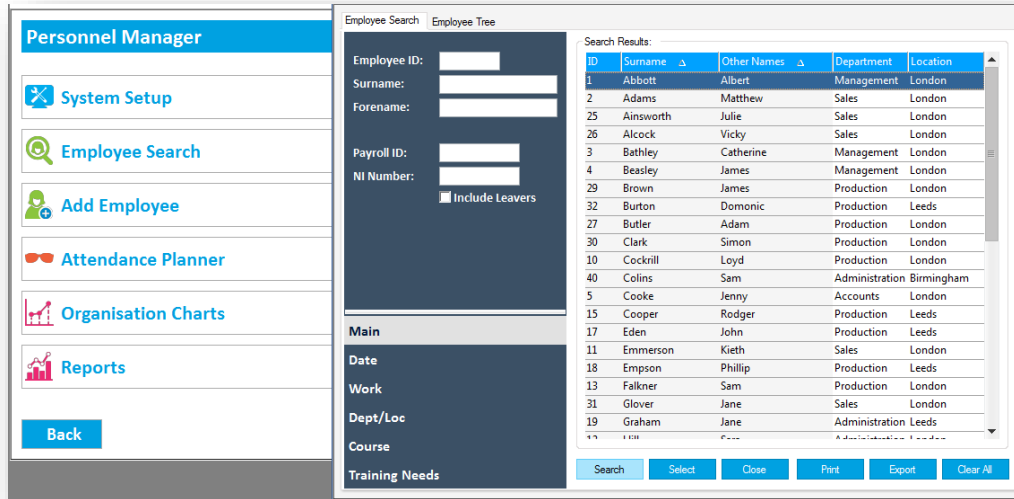 Personnel Manager
System Setup
Employee Search
Add Employee
Attendance Planner
Organisation Charts
Reports
Back
Employee Search Employee Tree
Employee ID:
Surname:
Forename:
Payroll ID:
NI Number:
Include Leavers
Main
Date
Work
Dept/Loc
Course
Training Needs
Search Results:
ID Surname Other Names Department Location
1 Abbott Albert Management London
2 Adams Matthew Sales London
25 Ainsworth Julie Sales London
26 Alcock Vicky Sales London
3 Bathley Catherine Management London
4 Beasley James Management London
29 Brown James Production London
32 Burton Domonic Production Leeds
27 Butler Adam Production London
30 Clark Simon Production London
10 Cockrill Loyd Production London
40 Colins Sam Administration Birmingham
5 Cooke Jenny Accounts London
15 Cooper Rodger Production Leeds
17 Eden John Production Leeds
11 Emmerson Kieth Sales London
18 Empson Phillip Production Leeds
13 Falkner Sam Production London
31 Glover Jane Sales London
19 Graham Jane Administration Leeds
Search Select Close Print Export Clear All